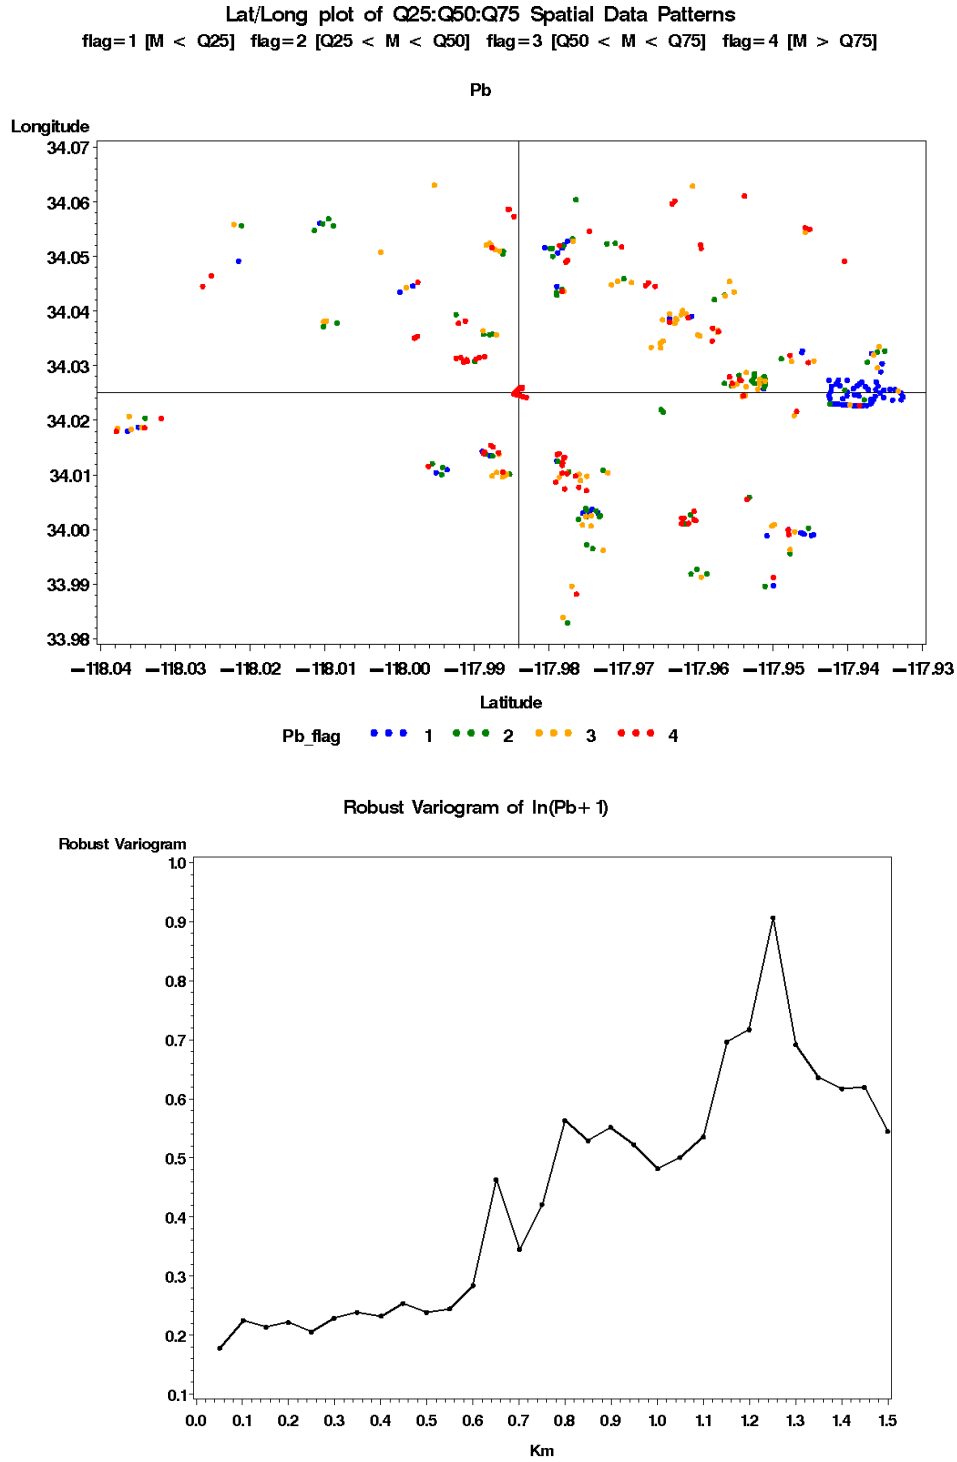 Lat/Long plot of Q25:Q50:Q75 Spatial Data Patterns
flag=1 [M < Q25] flag=2 [Q25 < M < Q50] flag=3 [Q50 < M < Q75] flag=4 [M > Q75]
Pb
Longitude
34.07
34.06
34.05
34.04
34.03
34.02
34.01
34.00
33.99
33.98
−118.04 −118.03 −118.02 −118.01 −118.00 −117.99 −117.98 −117.97 −117.96 −117.95 −117.94 −117.93
Latitude
Pb_flag 1 2 3 4
Robust Variogram of ln(Pb+1)
Robust Variogram
1.0
0.9
0.8
0.7
0.6
0.5
0.4
0.3
0.2
0.1
0.0 0.1 0.2 0.3 0.4 0.5 0.6 0.7 0.8 0.9 1.0 1.1 1.2 1.3 1.4 1.5
Km